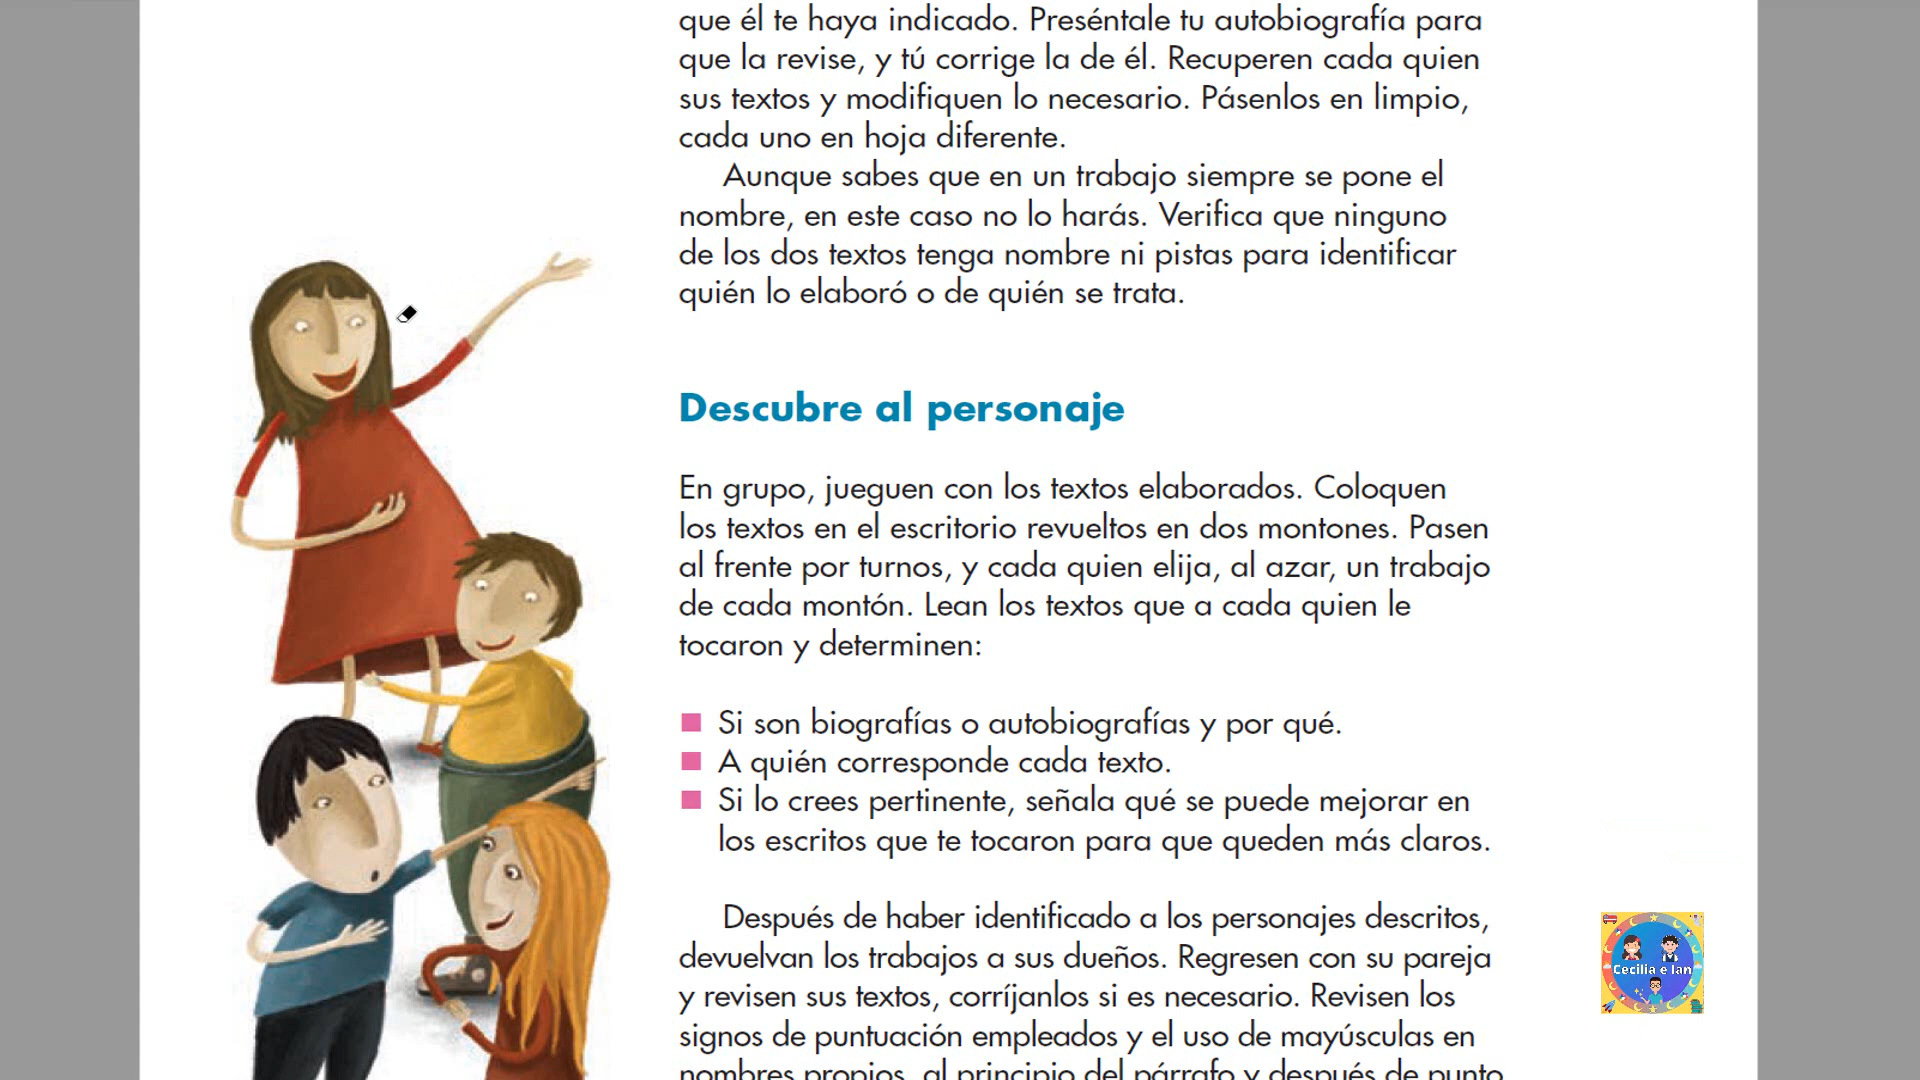 que él te haya indicado. Preséntale tu autobiografía para
que la revise, y tú corrige la de él. Recuperen cada quien
sus textos y modifiquen lo necesario. Pásenlos en limpio,
cada uno en hoja diferente.
Aunque sabes que en un trabajo siempre se pone el
nombre, en este caso no lo harás. Verifica que ninguno
de los dos textos tenga nombre ni pistas para identificar
quién lo elaboró o de quién se trata.
Descubre al personaje
En grupo, jueguen con los textos elaborados. Coloquen
los textos en el escritorio revueltos en dos montones. Pasen
al frente por turnos, y cada quien elija, al azar, un trabajo
de cada montón. Lean los textos que a cada quien le
tocaron y determinen:
Si son biografías o autobiografías y por qué.
A quién corresponde cada texto.
Si lo crees pertinente, señala qué se puede mejorar en
los escritos que te tocaron para que queden más claros.
Después de haber identificado a los personajes descritos,
devuelvan los trabajos a sus dueños. Regresen con su pareja
y revisen sus textos, corríjanlos si es necesario. Revisen los
signos de puntuación empleados y el uso de mayúsculas en
nombres propios, al principio del párrafo y después de punto
Cecilia e Ian